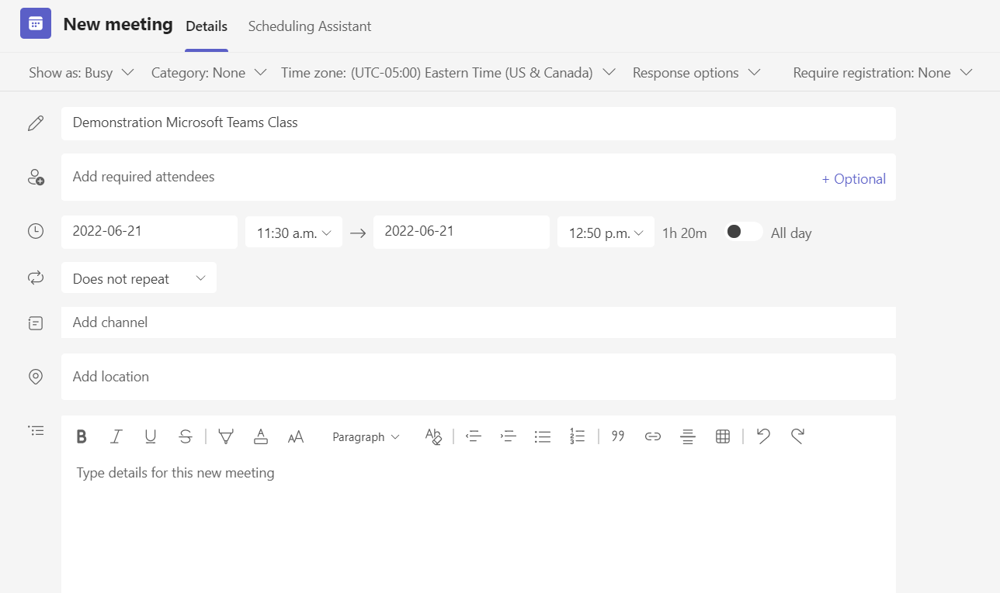 New meeting Details Scheduling Assistant
Show as: Busy Category: None Time zone: (UTC-05:00) Eastern Time (US & Canada) Response options Require registration: None
Demonstration Microsoft Teams Class
Add required attendees + Optional
2022-06-21 11:30 a.m. → 2022-06-21 12:50 p.m. 1h 20m All day
Does not repeat
Add channel
Add location
Paragraph
Type details for this new meeting